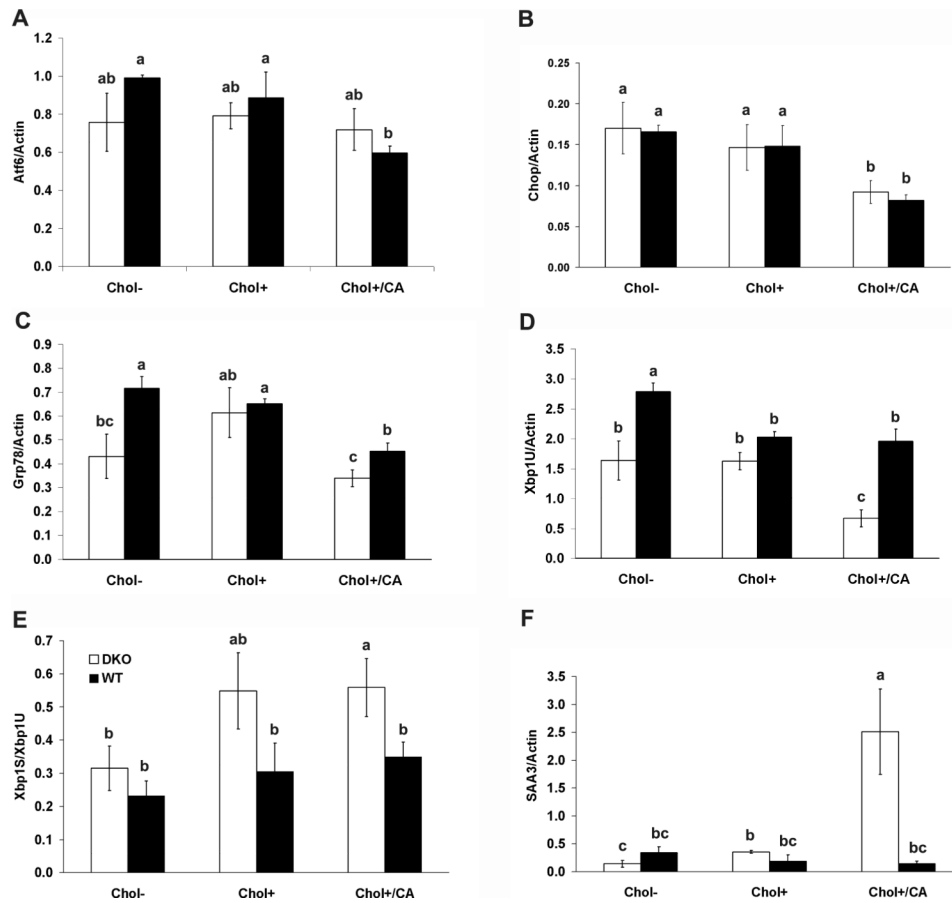 A
Atf6/Actin
1.2
1.0
0.8
0.6
0.4
0.2
0.0
ab
a
ab
a
ab
b
Chol-
Chol+
Chol+/CA
B
Chop/Actin
0.25
0.20
0.15
0.10
0.05
0.00
a
a
a
a
b
b
Chol-
Chol+
Chol+/CA
C
Grp78/Actin
0.9
0.8
0.7
0.6
0.5
0.4
0.3
0.2
0.1
0.0
bc
a
ab
a
c
b
Chol-
Chol+
Chol+/CA
D
Xbp1U/Actin
3.5
3.0
2.5
2.0
1.5
1.0
0.5
0.0
b
a
b
b
c
b
Chol-
Chol+
Chol+/CA
E
Xbp1S/Xbp1U
0.7
0.6
0.5
0.4
0.3
0.2
0.1
0.0
DKO
WT
b
b
ab
b
a
b
Chol-
Chol+
Chol+/CA
F
SAA3/Actin
3.5
3.0
2.5
2.0
1.5
1.0
0.5
0.0
c
bc
b
bc
a
bc
Chol-
Chol+
Chol+/CA